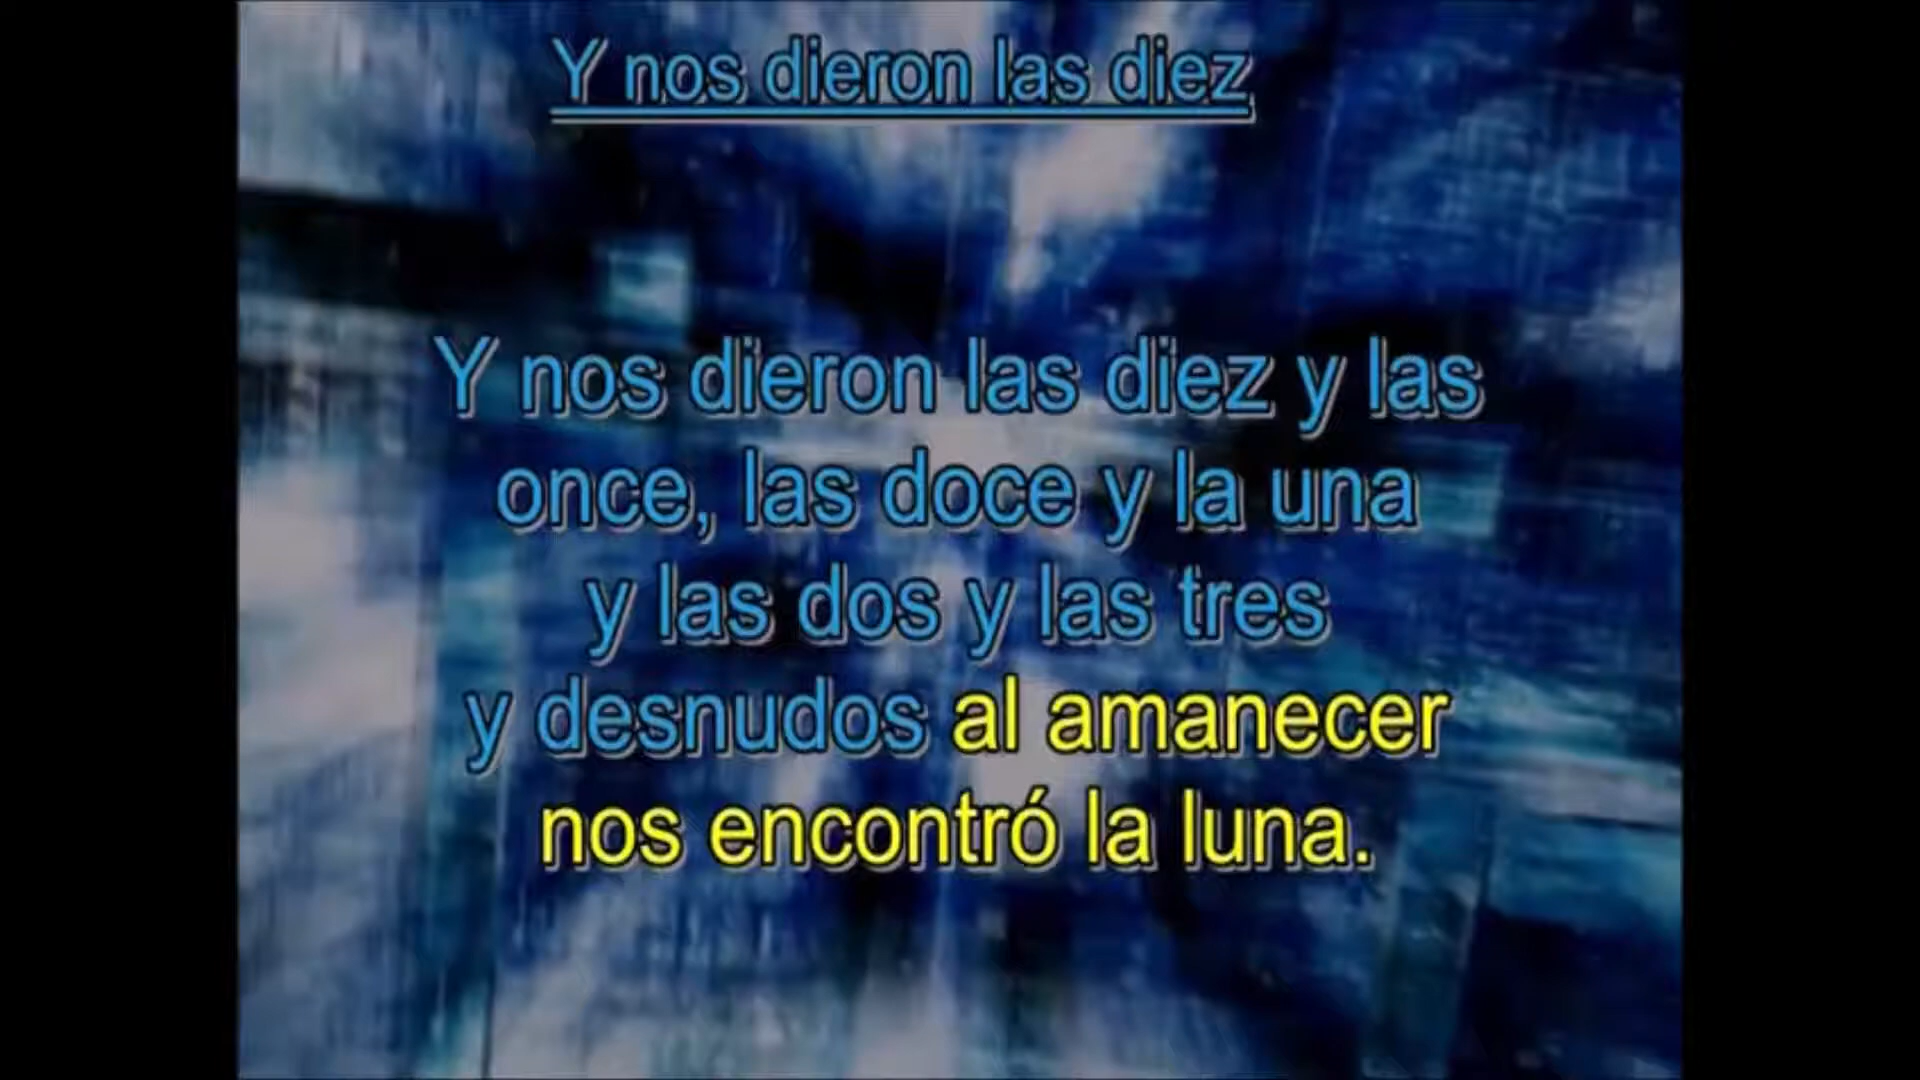 Y nos dieron las diez
Y nos dieron las diez y las
once, las doce y la una
y las dos y las tres
y desnudos al amanecer
nos encontró la luna.